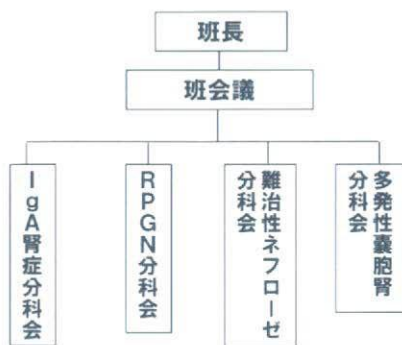 班長
班会議
IgA腎症分科会
RPGN分科会
難治性ネフローゼ
分科会
多発性嚢胞腎
分科会